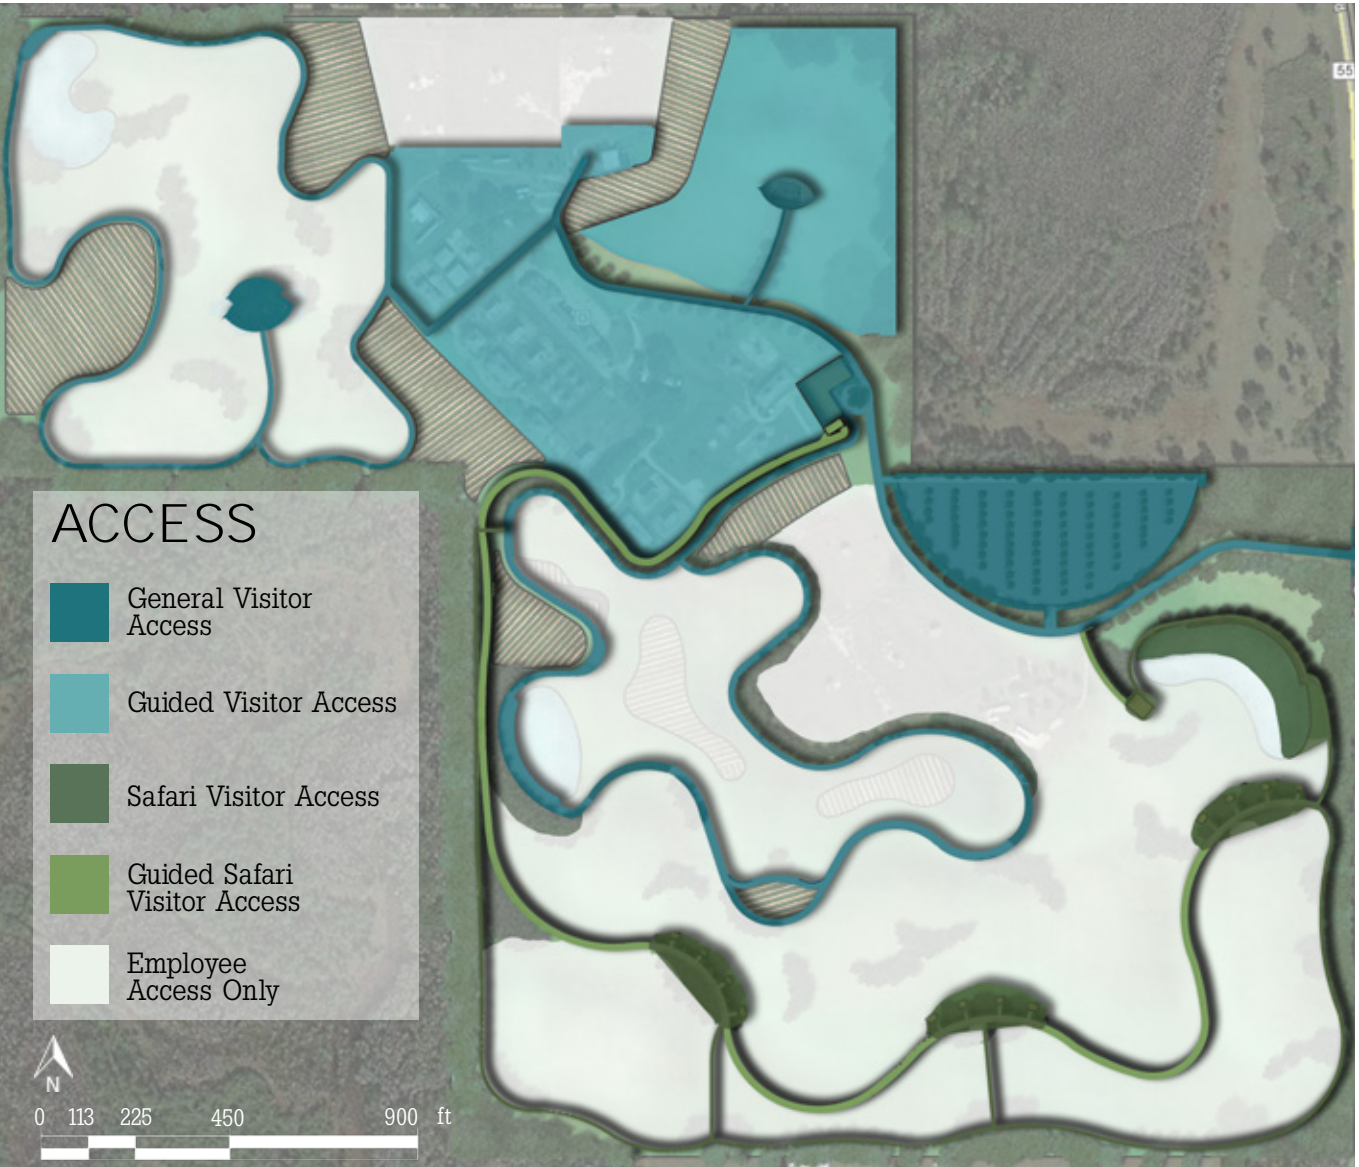 55
ACCESS
General Visitor
Access
Guided Visitor Access
Safari Visitor Access
Guided Safari
Visitor Access
Employee
Access Only
N
0 113 225 450 900 ft